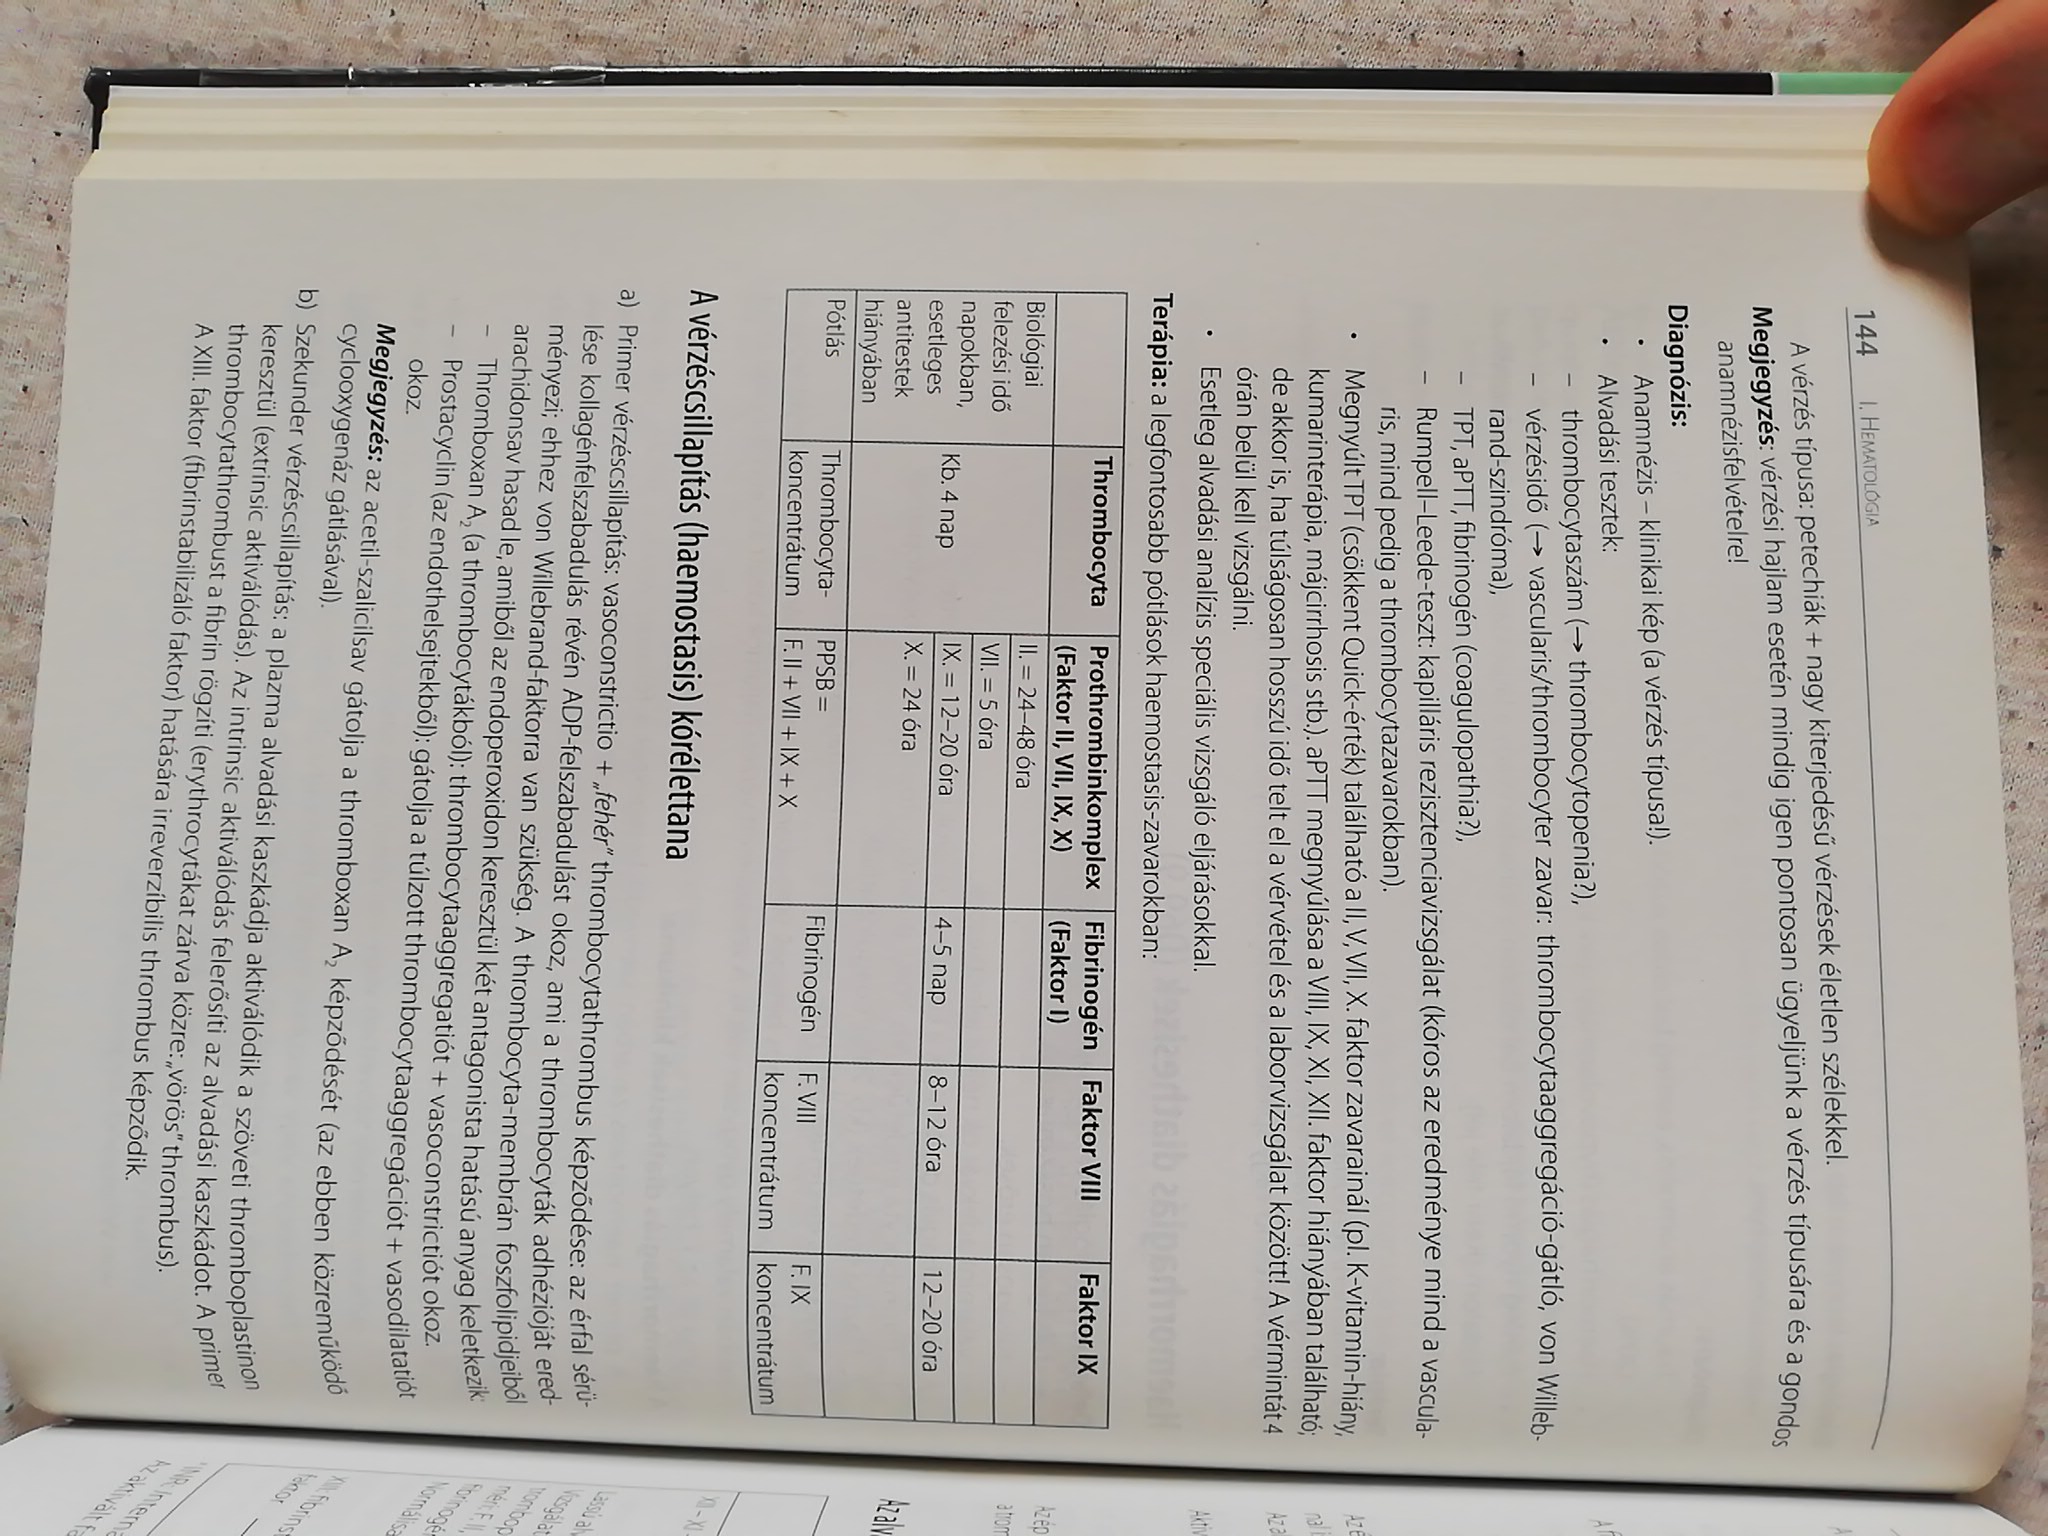 144 I. HEMATOLÓGIA
A vérzés típusa: petechiák + nagy kiterjedésű vérzések életlen szélekkel.
Megjegyzés: vérzési hajlam esetén mindig igen pontosan ügyeljünk a vérzés típusára és a gondos
anamnézisfelvételre!
Diagnózis:
• Anamnézis – klinikai kép (a vérzés típusa!).
• Alvadási tesztek:
– thrombocytaszám (→ thrombocytopenia?),
– vérzésidő (→ vascularis/thrombocyter zavar: thrombocytaaggregáció-gátló, von Willeb-
rand-szindróma),
– TPT, aPTT, fibrinogén (coagulopathia?),
– Rumpell–Leede-teszt: kapilláris rezisztenciavizsgálat (kóros az eredménye mind a vascula-
ris, mind pedig a thrombocytazavarokban).
• Megnyúlt TPT (csökkent Quick-érték) található a II, V, VII, X. faktor zavarainál (pl. K-vitamin-hiány,
kumarinterápia, májcirrhosis stb.), aPTT megnyúlása a VIII, IX, XI, XII. faktor hiányában található;
de akkor is, ha túlságosan hosszú idő telt el a vérvétel és a laborvizsgálat között! A vérmintát 4
órán belül kell vizsgálni.
• Esetleg alvadási analízis speciális vizsgáló eljárásokkal.
Terápia: a legfontosabb pótlások haemostasis-zavarokban:
Thrombocyta Prothrombinkomplex Fibrinogén Faktor VIII Faktor IX
(Faktor II, VII, IX, X) (Faktor I)
Biológiai II. = 24–48 óra
felezési idő VII. = 5 óra
napokban,
esetleges Kb. 4 nap IX. = 12–20 óra 4–5 nap 8–12 óra 12–20 óra
antitestek X. = 24 óra
hiányában
Pótlás Thrombocyta- PPSB = Fibrinogén F. VIII F. IX
koncentrátum F. II + VII + IX + X koncentrátum koncentrátum
A vérzéscsillapítás (haemostasis) kórélettana
a) Primer vérzéscsillapítás: vasoconstrictio + „fehér” thrombocytathrombus képződése: az érfal sérü-
lése kollagénfelszabadulás révén ADP-felszabadulást okoz, ami a thrombocyták adhézióját ered-
ményezi; ehhez von Willebrand-faktorra van szükség. A thrombocyta-membrán foszfolipidjeiből
arachidonsav hasad le, amiből az endoperoxidon keresztül két antagonista hatású anyag keletkezik:
– Thromboxan A₂ (a thrombocytákból): thrombocytaaggregatiót + vasoconstrictiót okoz.
– Prostacyclin (az endothelsejtekből); gátolja a túlzott thrombocytaaggregációt + vasodilatatiót
okoz.
Megjegyzés: az acetil-szalicilsav gátolja a thromboxan A₂ képződését (az ebben közreműködő
cyclooxygenáz gátlásával).
b) Szekunder vérzéscsillapítás: a plazma alvadási kaszkádja aktiválódik a szöveti thromboplastinon
keresztül (extrinsic aktiválódás). Az intrinsic aktiválódás felerősíti az alvadási kaszkádot. A primer
thrombocytathrombust a fibrin rögzíti (erythrocytákat zárva közre: „vörös” thrombus).
A XIII. faktor (fibrinstabilizáló faktor) hatására irreverzíbilis thrombus képződik.